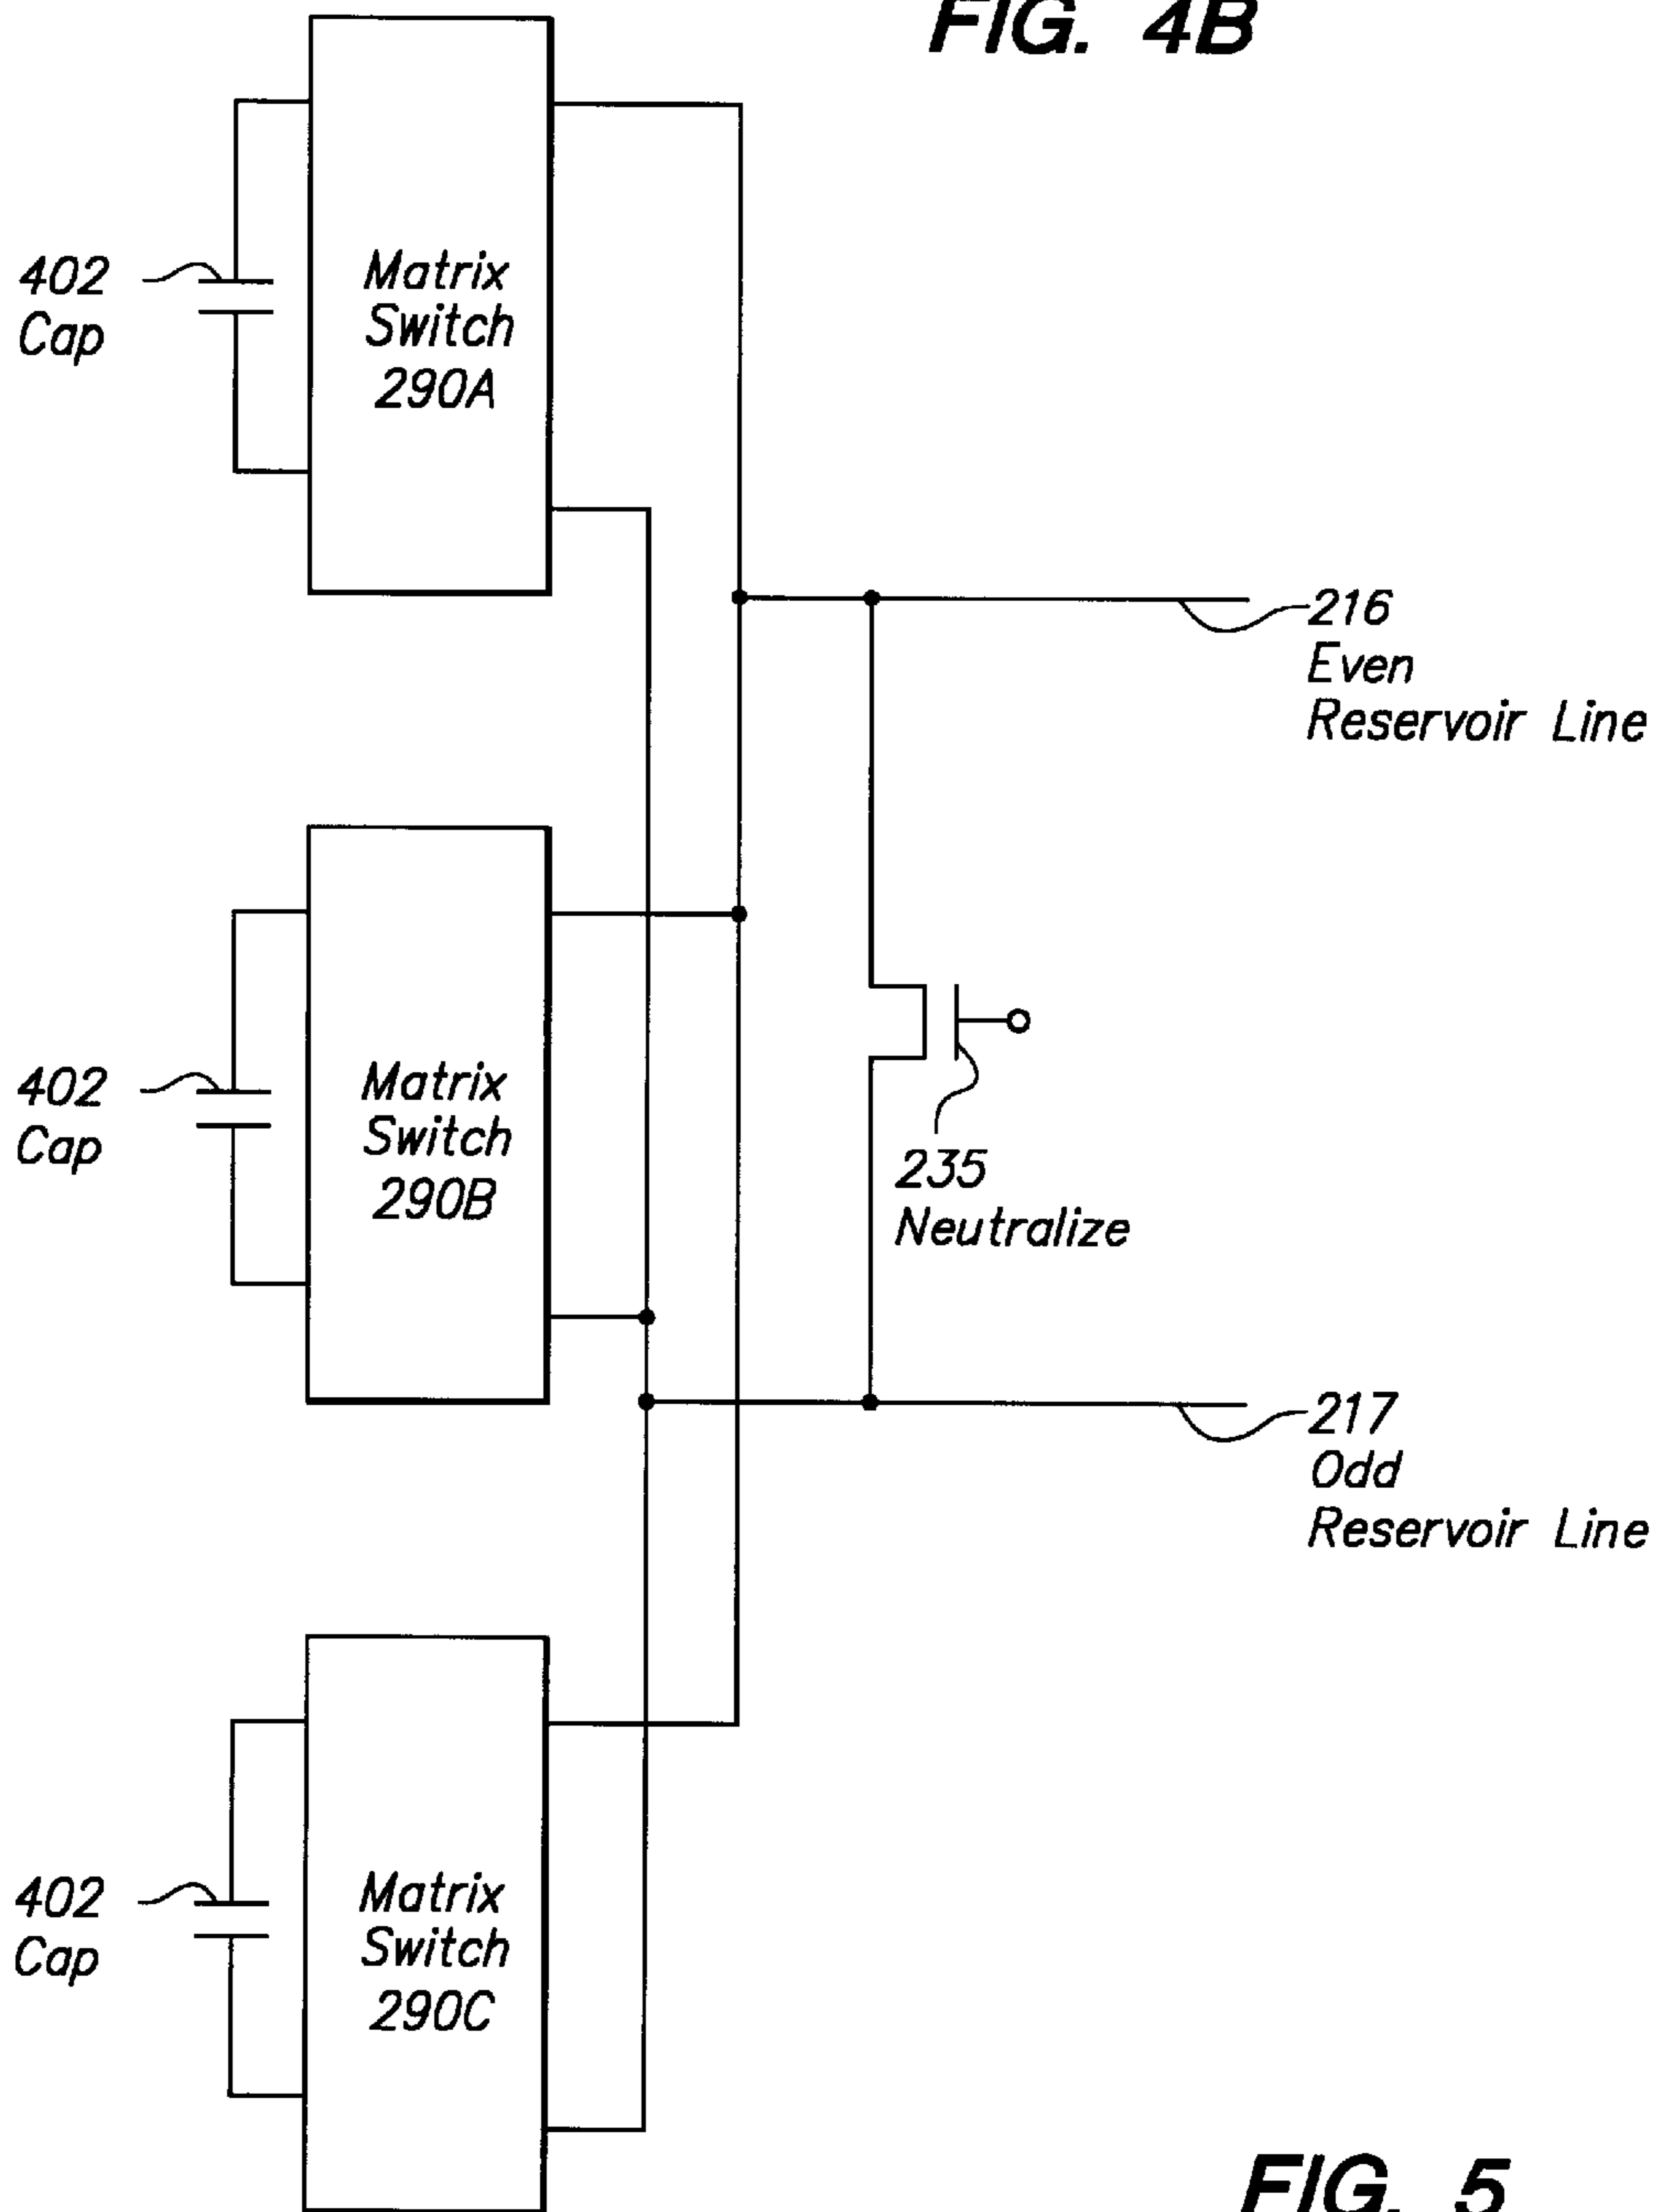 FIG. 4B
402
Cap
Matrix
Switch
290A
216
Even
Reservoir Line
402
Cap
Matrix
Switch
290B
235
Neutralize
217
Odd
Reservoir Line
402
Cap
Matrix
Switch
290C
FIG. 5